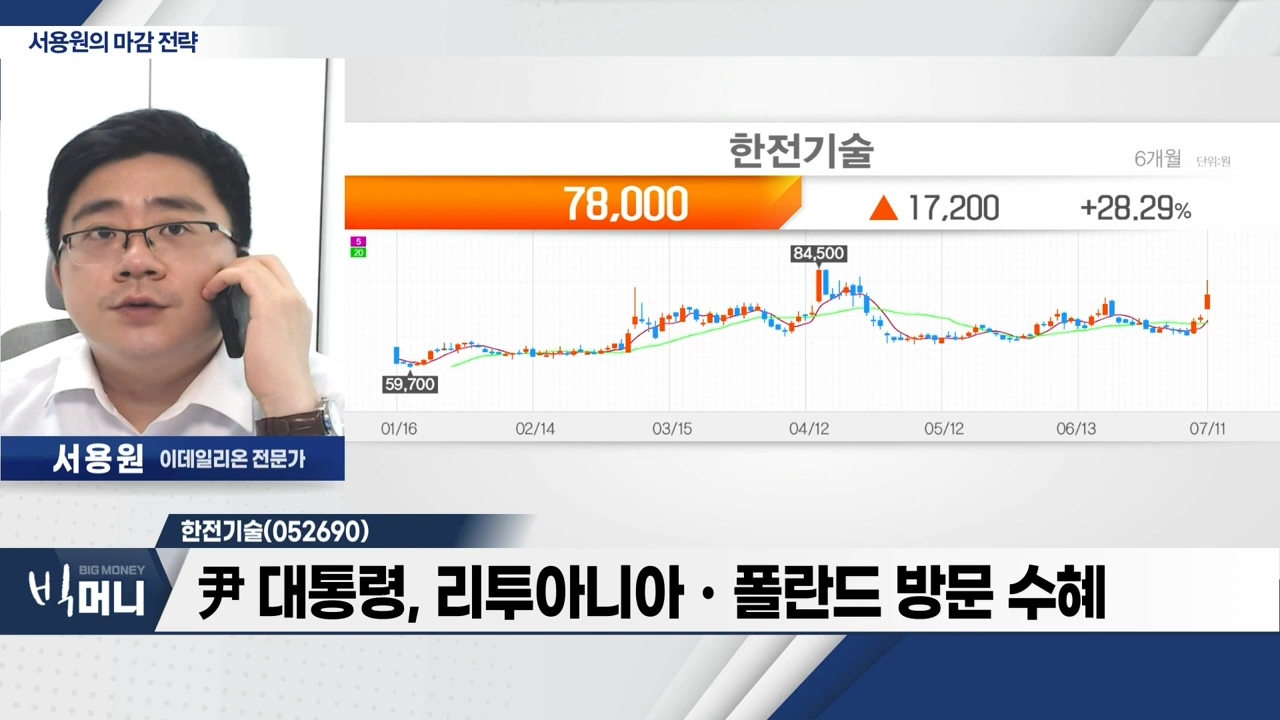 서용원의 마감 전략
한전기술
6개월 단위:원
78,000
▲ 17,200
+28.29%
5
20
84,500
59,700
01/16 02/14 03/15 04/12 05/12 06/13 07/11
서용원 이데일리온 전문가
한전기술(052690)
BIG MONEY
빅머니
尹 대통령, 리투아니아·폴란드 방문 수혜